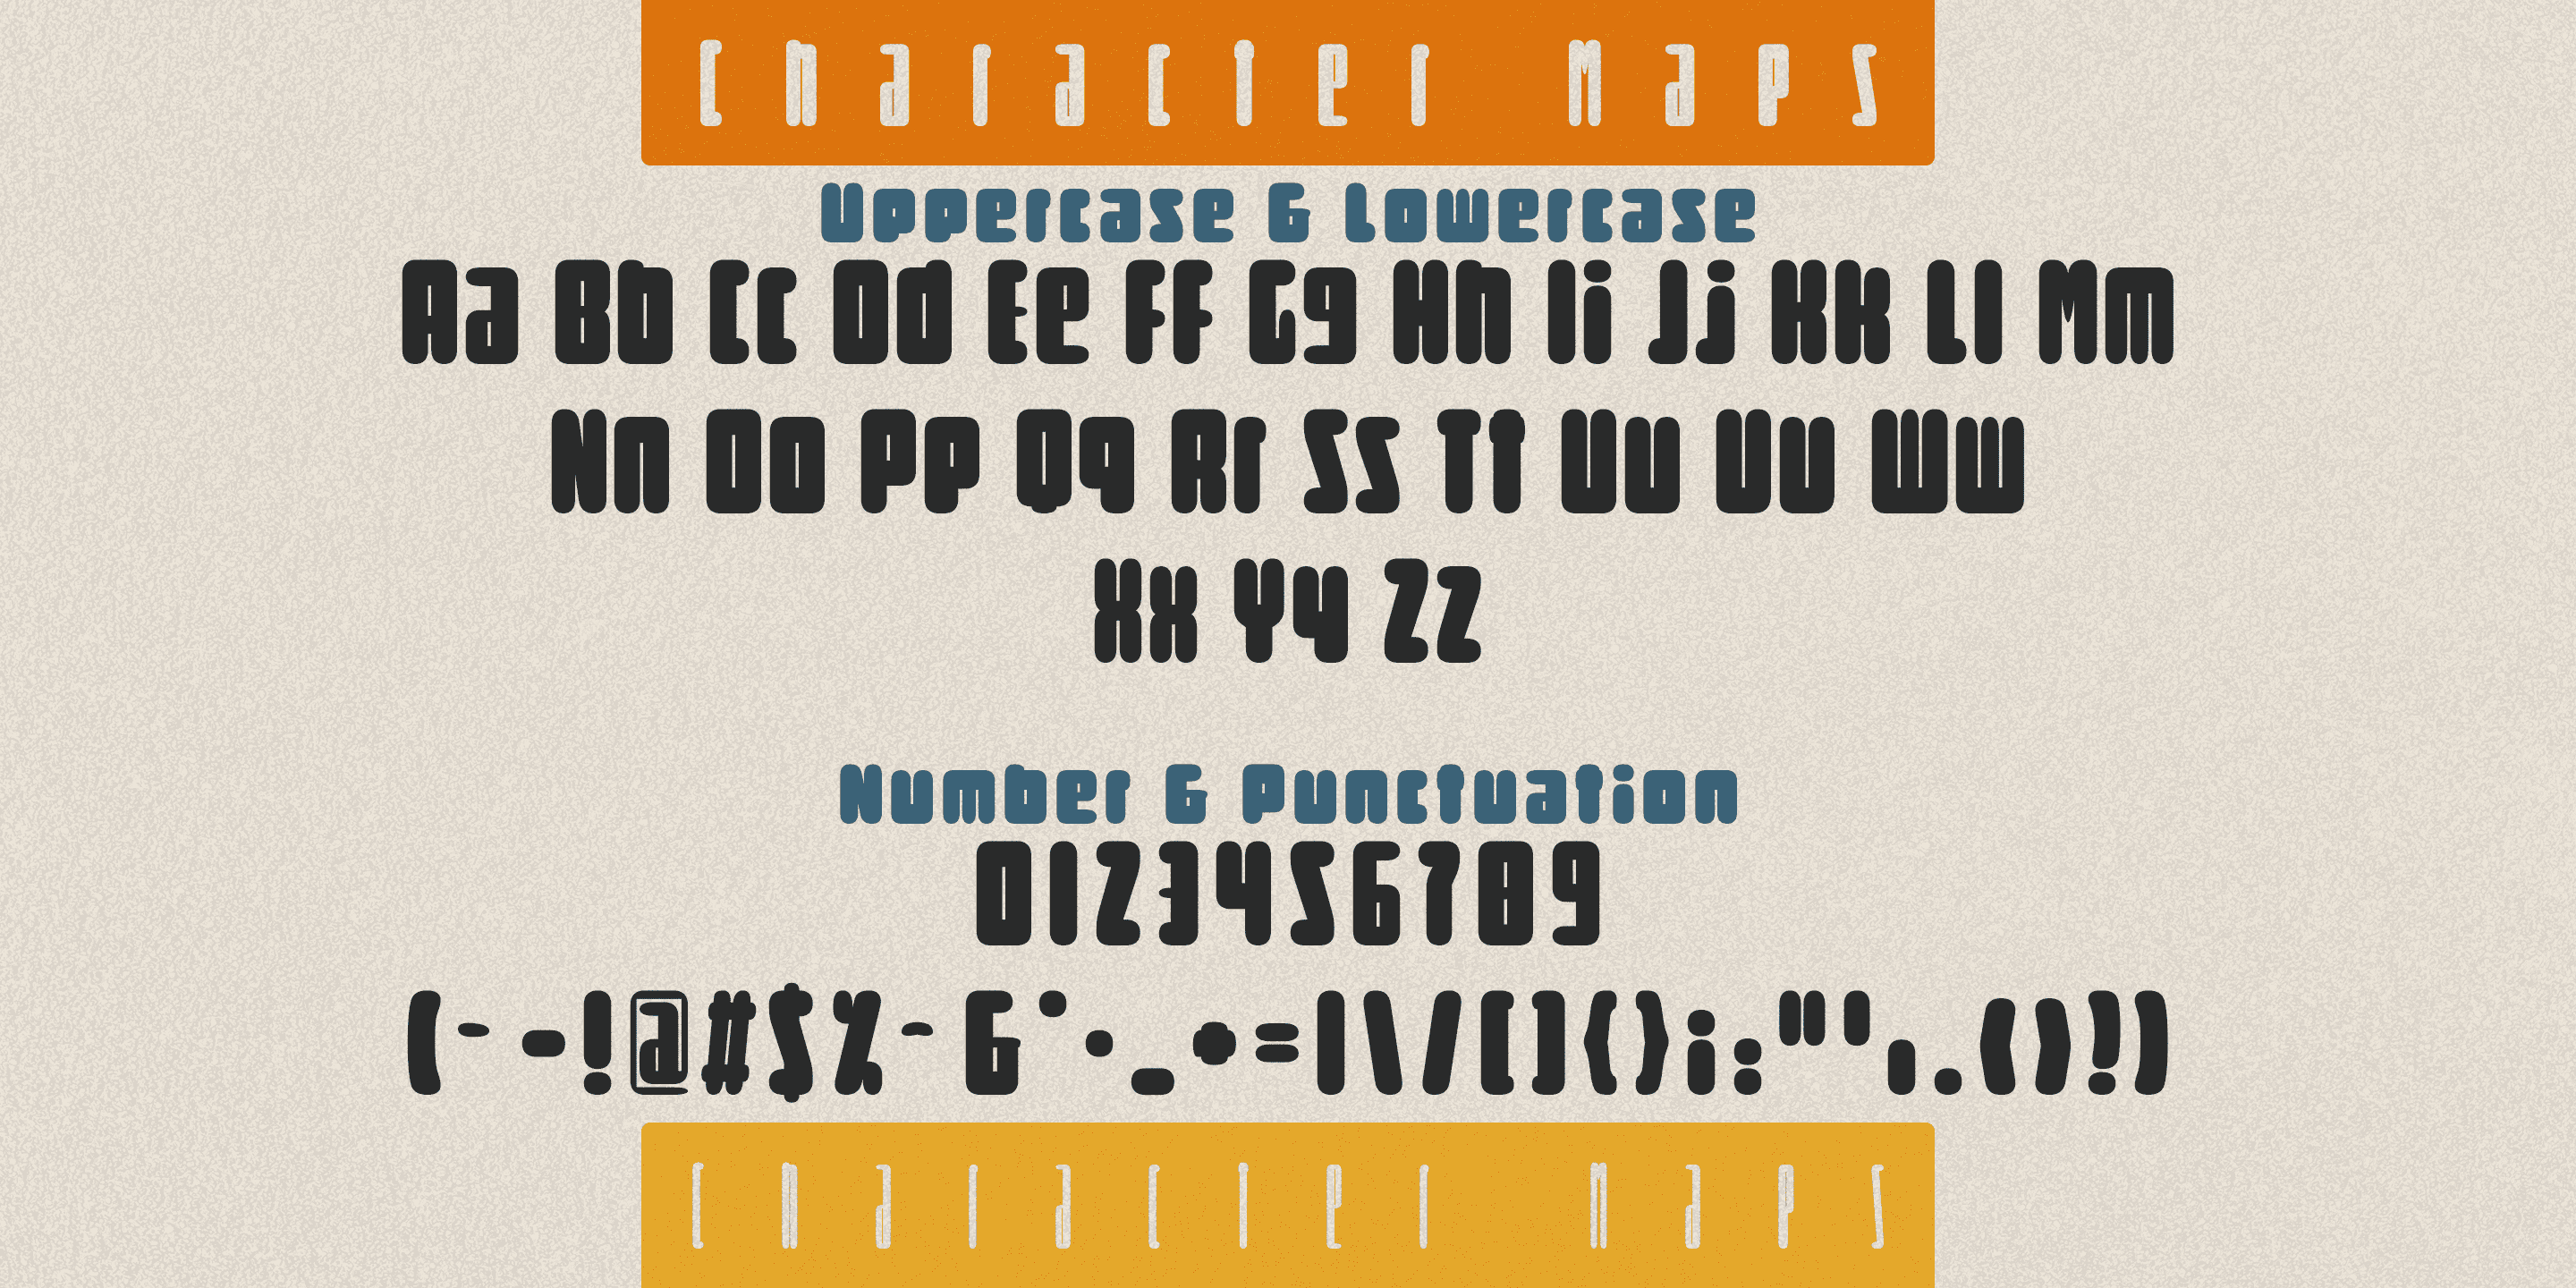 Character Maps
Uppercase & Lowercase
Aa Bb Cc Dd Ee Ff Gg Hh Ii Jj Kk Ll Mm
Nn Oo Pp Qq Rr Ss Tt Uu Vv Ww
Xx Yy Zz
Number & Punctuation
0123456789
(~-!@#$%^&*·_+=|\/[]{}i:"',.()!)
Character Maps